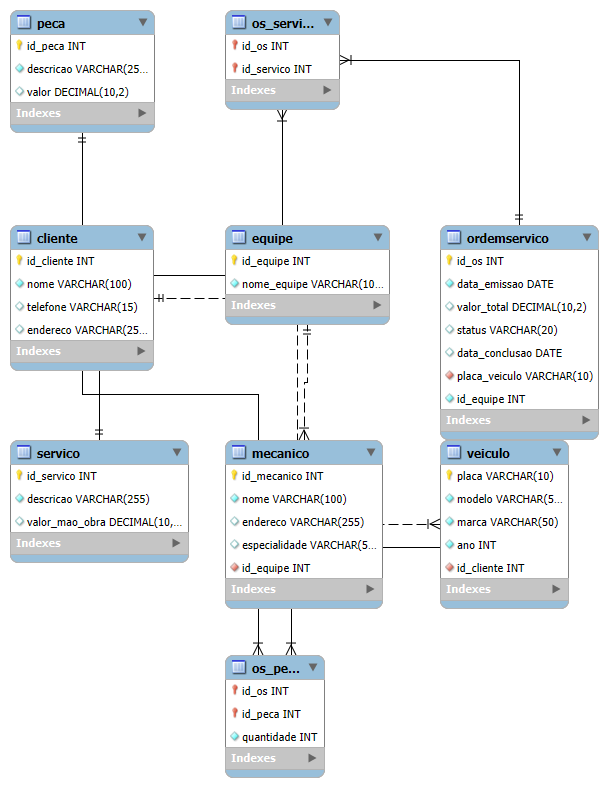 peca
id_peca INT
descricao VARCHAR(25...
valor DECIMAL(10,2)
Indexes
os_servi...
id_os INT
id_servico INT
Indexes
cliente
id_cliente INT
nome VARCHAR(100)
telefone VARCHAR(15)
endereco VARCHAR(25...
Indexes
equipe
id_equipe INT
nome_equipe VARCHAR(10...
Indexes
ordemservico
id_os INT
data_emissao DATE
valor_total DECIMAL(10,2)
status VARCHAR(20)
data_conclusao DATE
placa_veiculo VARCHAR(10)
id_equipe INT
Indexes
servico
id_servico INT
descricao VARCHAR(255)
valor_mao_obra DECIMAL(10,...
Indexes
mecanico
id_mecanico INT
nome VARCHAR(100)
endereco VARCHAR(255)
especialidade VARCHAR(5...
id_equipe INT
Indexes
veiculo
placa VARCHAR(10)
modelo VARCHAR(5...
marca VARCHAR(50)
ano INT
id_cliente INT
Indexes
os_pe...
id_os INT
id_peca INT
quantidade INT
Indexes